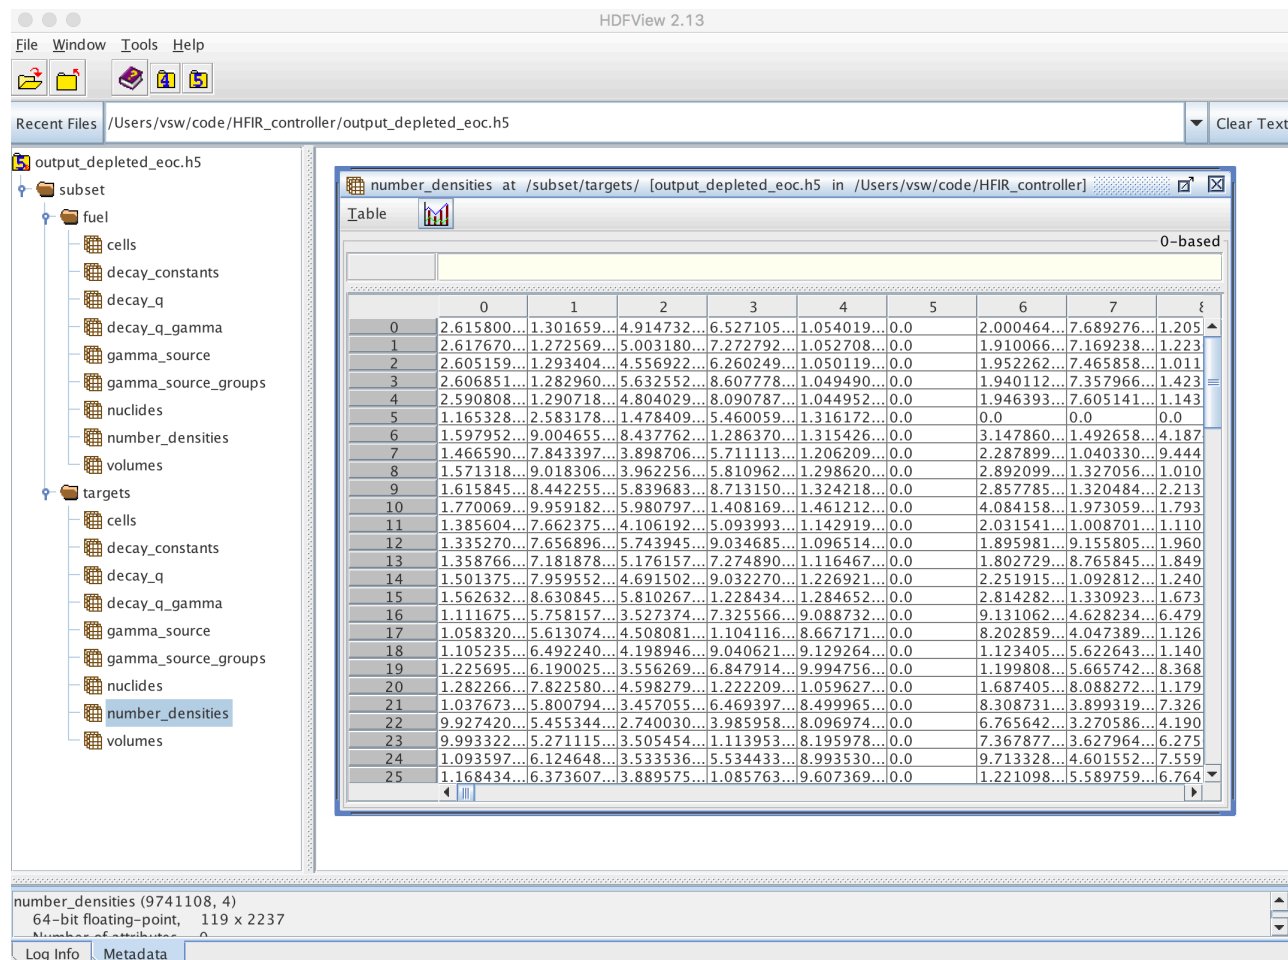 HDFView 2.13
File Window Tools Help
4 5
Recent Files /Users/vsw/code/HFIR_controller/output_depleted_eoc.h5 Clear Text
output_depleted_eoc.h5
subset
fuel
cells
decay_constants
decay_q
decay_q_gamma
gamma_source
gamma_source_groups
nuclides
number_densities
volumes
targets
cells
decay_constants
decay_q
decay_q_gamma
gamma_source
gamma_source_groups
nuclides
number_densities
volumes
number_densities at /subset/targets/ [output_depleted_eoc.h5 in /Users/vsw/code/HFIR_controller]
Table
0-based
0 1 2 3 4 5 6 7 8
0 2.615800... 1.301659... 4.914732... 6.527105... 1.054019... 0.0 2.000464... 7.689276... 1.205
1 2.617670... 1.272569... 5.003180... 7.272792... 1.052708... 0.0 1.910066... 7.169238... 1.223
2 2.605159... 1.293404... 4.556922... 6.260249... 1.050119... 0.0 1.952262... 7.465858... 1.011
3 2.606851... 1.282960... 5.632552... 8.607778... 1.049490... 0.0 1.940112... 7.357966... 1.423
4 2.590808... 1.290718... 4.804029... 8.090787... 1.044952... 0.0 1.946393... 7.605141... 1.143
5 1.165328... 2.583178... 1.478409... 5.460059... 1.316172... 0.0 0.0 0.0 0.0
6 1.597952... 9.004655... 8.437762... 1.286370... 1.315426... 0.0 3.147860... 1.492658... 4.187
7 1.466590... 7.843397... 3.898706... 5.711113... 1.206209... 0.0 2.287899... 1.040330... 9.444
8 1.571318... 9.018306... 3.962256... 5.810962... 1.298620... 0.0 2.892099... 1.327056... 1.010
9 1.615845... 8.442255... 5.839683... 8.713150... 1.324218... 0.0 2.857785... 1.320484... 2.213
10 1.770069... 9.959182... 5.980797... 1.408169... 1.461212... 0.0 4.084158... 1.973059... 1.793
11 1.385604... 7.662375... 4.106192... 5.093993... 1.142919... 0.0 2.031541... 1.008701... 1.110
12 1.335270... 7.656896... 5.743945... 9.034685... 1.096514... 0.0 1.895981... 9.155805... 1.960
13 1.358766... 7.181878... 5.176157... 7.274890... 1.116467... 0.0 1.802729... 8.765845... 1.849
14 1.501375... 7.959552... 4.691502... 9.032270... 1.226921... 0.0 2.251915... 1.092812... 1.240
15 1.562632... 8.630845... 5.810267... 1.228434... 1.284652... 0.0 2.814282... 1.330923... 1.673
16 1.111675... 5.758157... 3.527374... 7.325566... 9.088732... 0.0 9.131062... 4.628234... 6.479
17 1.058320... 5.613074... 4.508081... 1.104116... 8.667171... 0.0 8.202859... 4.047389... 1.126
18 1.105235... 6.492240... 4.198946... 9.040621... 9.129264... 0.0 1.123405... 5.622643... 1.140
19 1.225695... 6.190025... 3.556269... 6.847914... 9.994756... 0.0 1.199808... 5.665742... 8.368
20 1.282266... 7.822580... 4.598279... 1.222209... 1.059627... 0.0 1.687405... 8.088272... 1.179
21 1.037673... 5.800794... 3.457055... 6.469397... 8.499965... 0.0 8.308731... 3.899319... 7.326
22 9.927420... 5.455344... 2.740030... 3.985958... 8.096974... 0.0 6.765642... 3.270586... 4.190
23 9.993322... 5.271115... 3.505454... 1.113953... 8.195978... 0.0 7.367877... 3.627964... 6.275
24 1.093597... 6.124648... 3.533536... 5.534433... 8.993530... 0.0 9.713328... 4.601552... 7.559
25 1.168434... 6.373607... 3.889575... 1.085763... 9.607369... 0.0 1.221098... 5.589759... 6.764
number_densities (9741108, 4)
64-bit floating-point, 119 x 2237
Number of attributes 0
Log Info Metadata